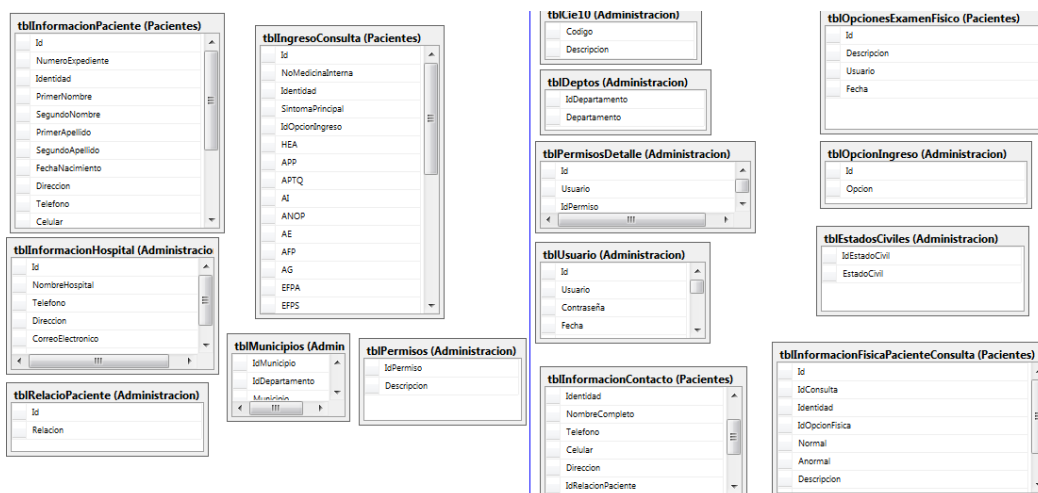 tblInformacionPaciente (Pacientes)
Id
NumeroExpediente
Identidad
PrimerNombre
SegundoNombre
PrimerApellido
SegundoApellido
FechaNacimiento
Direccion
Telefono
Celular
tblInformacionHospital (Administracion
Id
NombreHospital
Telefono
Direccion
CorreoElectronico
tblRelacioPaciente (Administracion)
Id
Relacion
tblIngresoConsulta (Pacientes)
Id
NoMedicinaInterna
Identidad
SintomaPrincipal
IdOpcionIngreso
HEA
APP
APTQ
AI
ANOP
AE
AFP
AG
EFPA
EFPS
tblMunicipios (Admin
IdMunicipio
IdDepartamento
Municipio
tblPermisos (Administracion)
IdPermiso
Descripcion
tblCie10 (Administracion)
Codigo
Descripcion
tblDeptos (Administracion)
IdDepartamento
Departamento
tblPermisosDetalle (Administracion)
Id
Usuario
IdPermiso
tblUsuario (Administracion)
Id
Usuario
Contraseña
Fecha
tblInformacionContacto (Pacientes)
Identidad
NombreCompleto
Telefono
Celular
Direccion
IdRelacionPaciente
tblOpcionesExamenFisico (Pacientes)
Id
Descripcion
Usuario
Fecha
tblOpcionIngreso (Administracion)
Id
Opcion
tblEstadosCiviles (Administracion)
IdEstadoCivil
EstadoCivil
tblInformacionFisicaPacienteConsulta (Pacientes)
Id
IdConsulta
Identidad
IdOpcionFisica
Normal
Anormal
Descripcion